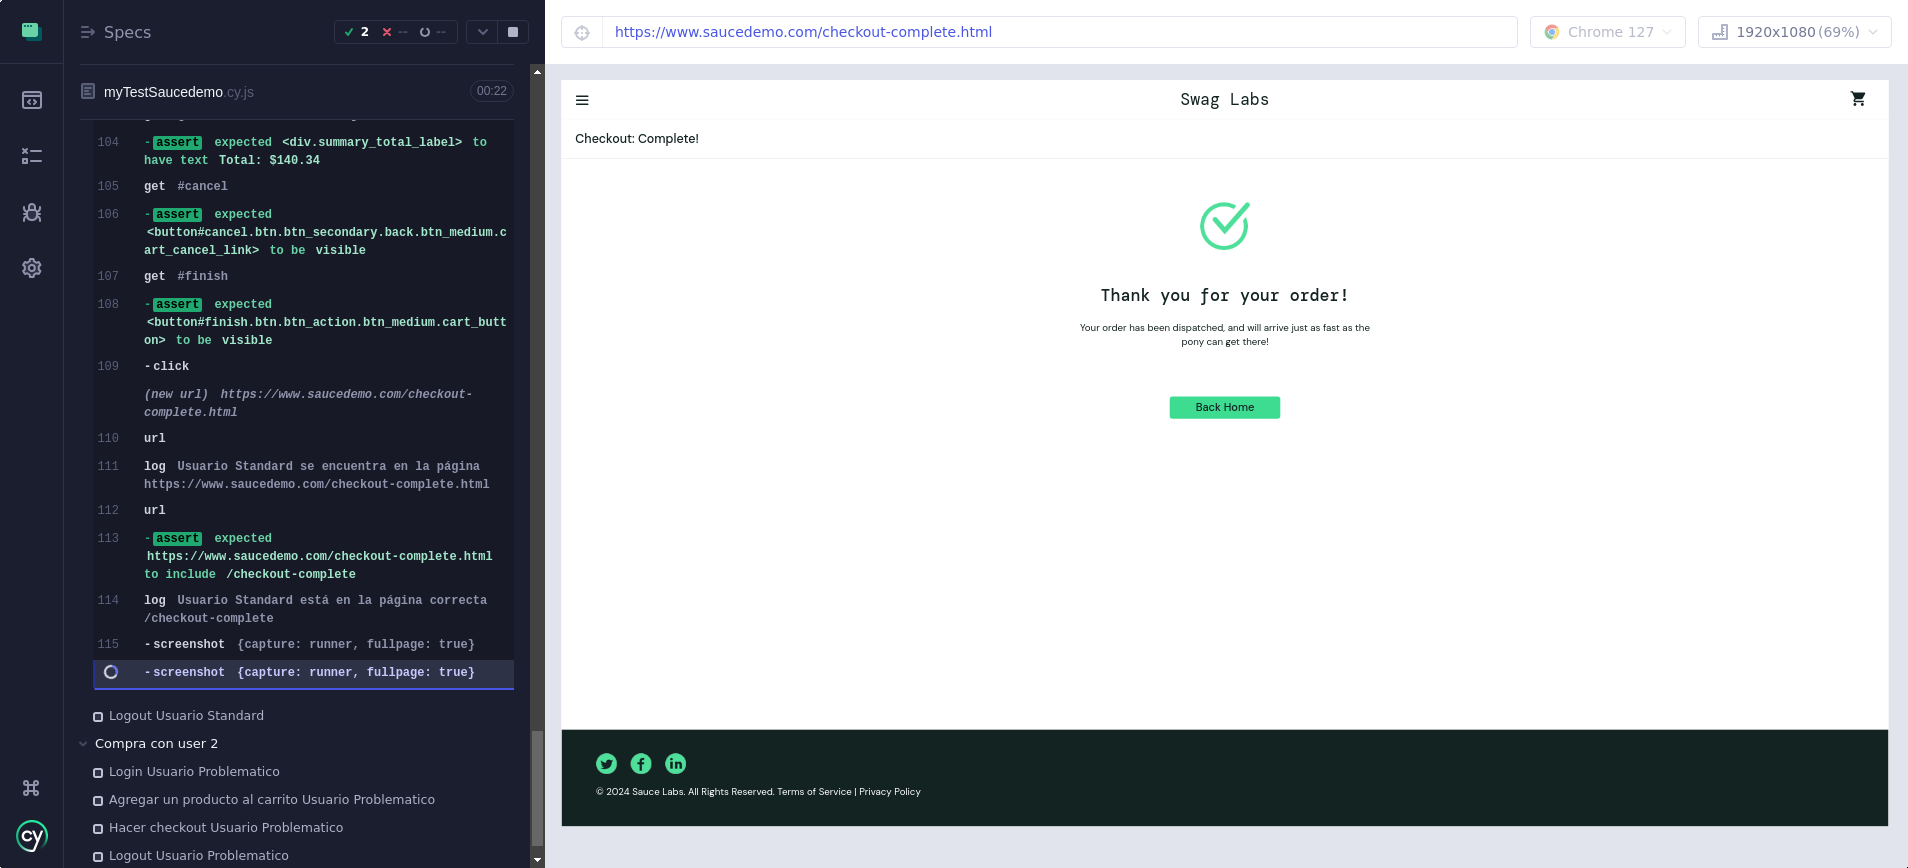 Specs
2
--
--
https://www.saucedemo.com/checkout-complete.html
Chrome 127
1920x1080 (69%)
myTestSaucedemo.cy.js
00:22
104 -assert expected <div.summary_total_label> to
have text Total: $140.34
105 get #cancel
106 -assert expected
<button#cancel.btn.btn_secondary.back.btn_medium.c
art_cancel_link> to be visible
107 get #finish
108 -assert expected
<button#finish.btn.btn_action.btn_medium.cart_butt
on> to be visible
109 -click
(new url) https://www.saucedemo.com/checkout-
complete.html
110 url
111 log Usuario Standard se encuentra en la página
https://www.saucedemo.com/checkout-complete.html
112 url
113 -assert expected
https://www.saucedemo.com/checkout-complete.html
to include /checkout-complete
114 log Usuario Standard está en la página correcta
/checkout-complete
115 -screenshot {capture: runner, fullpage: true}
-screenshot {capture: runner, fullpage: true}
Logout Usuario Standard
Compra con user 2
Login Usuario Problematico
Agregar un producto al carrito Usuario Problematico
Hacer checkout Usuario Problematico
Logout Usuario Problematico
cy
Swag Labs
Checkout: Complete!
Thank you for your order!
Your order has been dispatched, and will arrive just as fast as the
pony can get there!
Back Home
© 2024 Sauce Labs. All Rights Reserved. Terms of Service | Privacy Policy